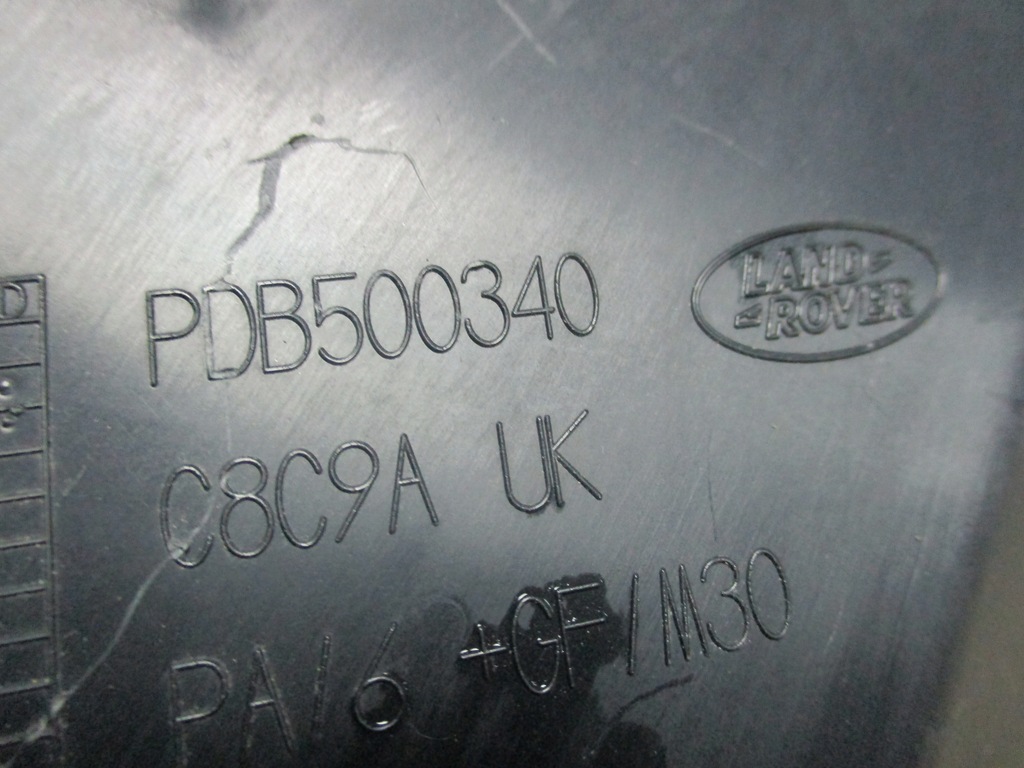 PDB500340
LAND
ROVER
C8C9A UK
PA/6 +GF/M30
D